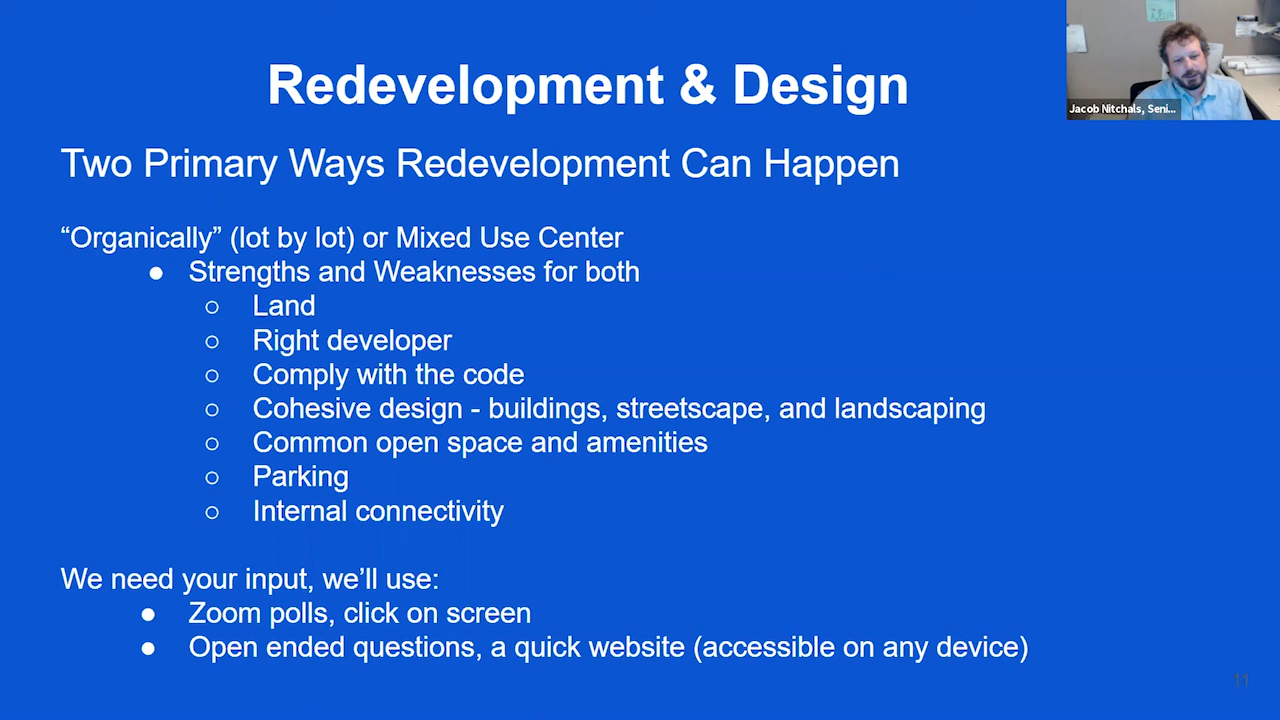 Redevelopment & Design
Jacob Nitchals, Seni...
Two Primary Ways Redevelopment Can Happen
“Organically” (lot by lot) or Mixed Use Center
● Strengths and Weaknesses for both
○ Land
○ Right developer
○ Comply with the code
○ Cohesive design - buildings, streetscape, and landscaping
○ Common open space and amenities
○ Parking
○ Internal connectivity
We need your input, we’ll use:
● Zoom polls, click on screen
● Open ended questions, a quick website (accessible on any device)
11